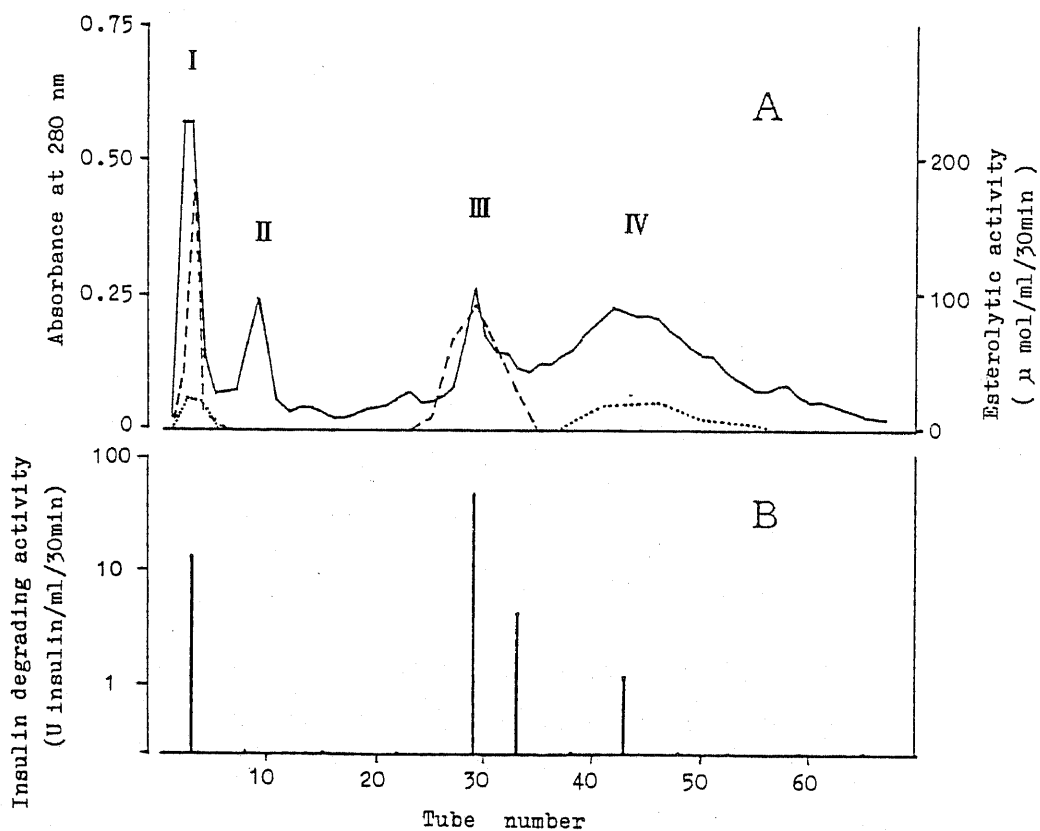 0.75
0.50
0.25
0
Absorbance at 280 nm
I
II
III
IV
A
200
100
0
Esterolytic activity
( μ mol/ml/30min )
100
10
1
Insulin degrading activity
(U insulin/ml/30min)
B
10 20 30 40 50 60
Tube number